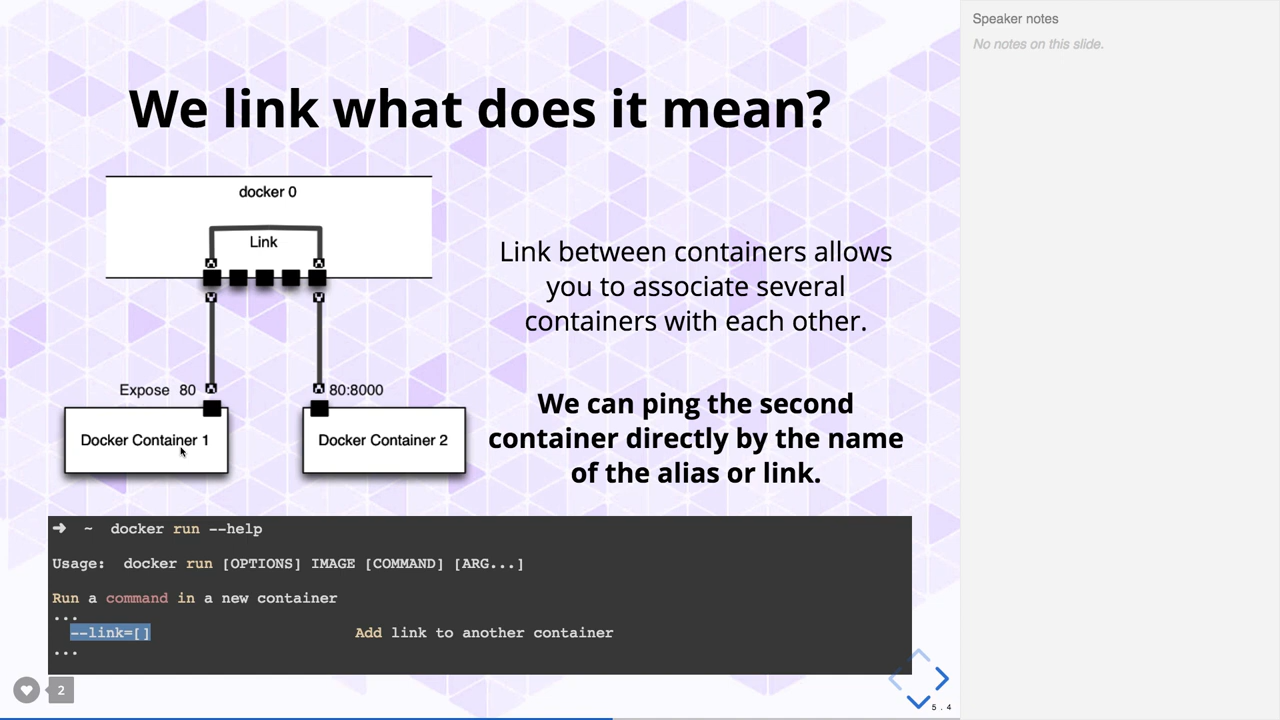 We link what does it mean?
docker 0
Link
Expose 80
80:8000
Docker Container 1
Docker Container 2
Link between containers allows
you to associate several
containers with each other.
We can ping the second
container directly by the name
of the alias or link.
➜ ~ docker run --help
Usage: docker run [OPTIONS] IMAGE [COMMAND] [ARG...]
Run a command in a new container
...
--link=[] Add link to another container
...
2
5.4
Speaker notes
No notes on this slide.